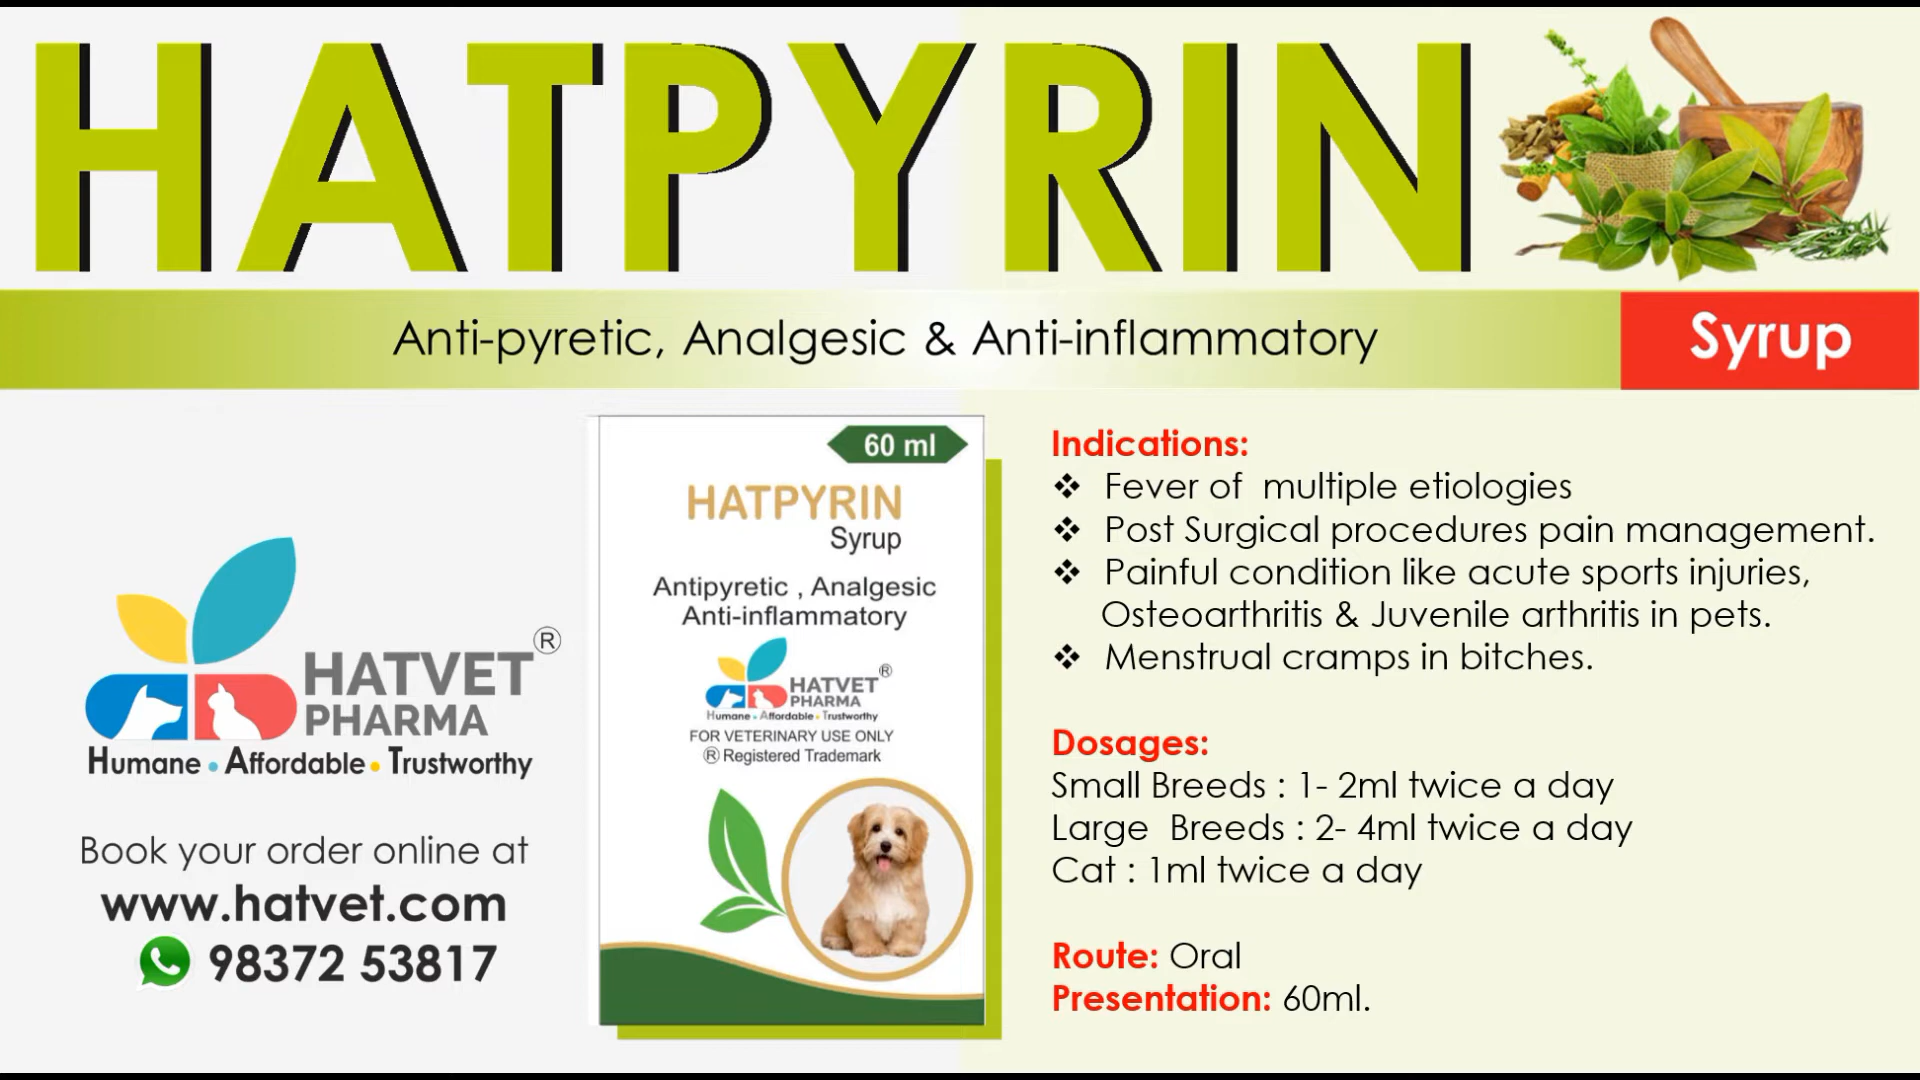 HATPYRIN
Anti-pyretic, Analgesic & Anti-inflammatory
Syrup
HATVET®
PHARMA
Humane • Affordable • Trustworthy
Book your order online at
www.hatvet.com
98372 53817
60 ml
HATPYRIN
Syrup
Antipyretic , Analgesic
Anti-inflammatory
HATVET®
PHARMA
Humane • Affordable • Trustworthy
FOR VETERINARY USE ONLY
® Registered Trademark
Indications:
❖ Fever of multiple etiologies
❖ Post Surgical procedures pain management.
❖ Painful condition like acute sports injuries,
Osteoarthritis & Juvenile arthritis in pets.
❖ Menstrual cramps in bitches.
Dosages:
Small Breeds : 1- 2ml twice a day
Large Breeds : 2- 4ml twice a day
Cat : 1ml twice a day
Route: Oral
Presentation: 60ml.